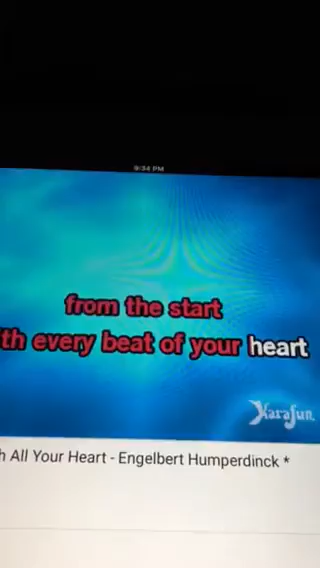 9:34 PM
from the start
th every beat of your heart
KaraFun
h All Your Heart - Engelbert Humperdinck *